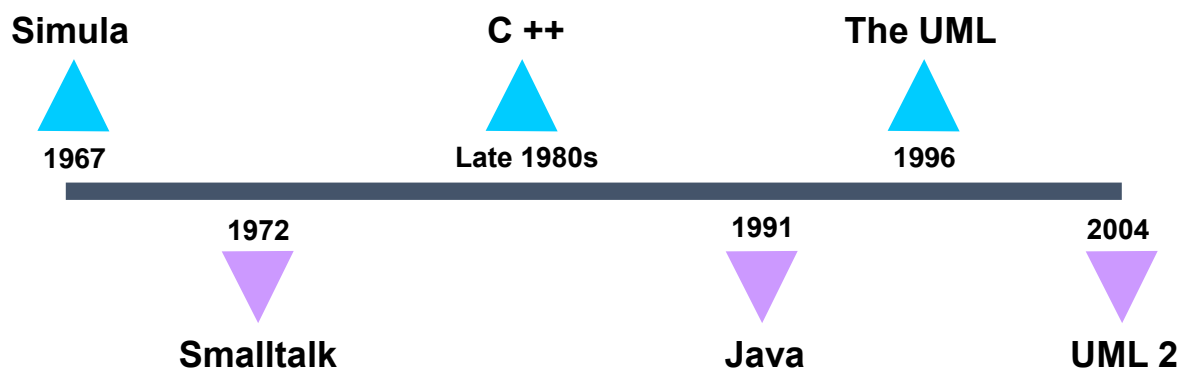 Simula
C ++
The UML
1967
Late 1980s
1996
1972
1991
2004
Smalltalk
Java
UML 2